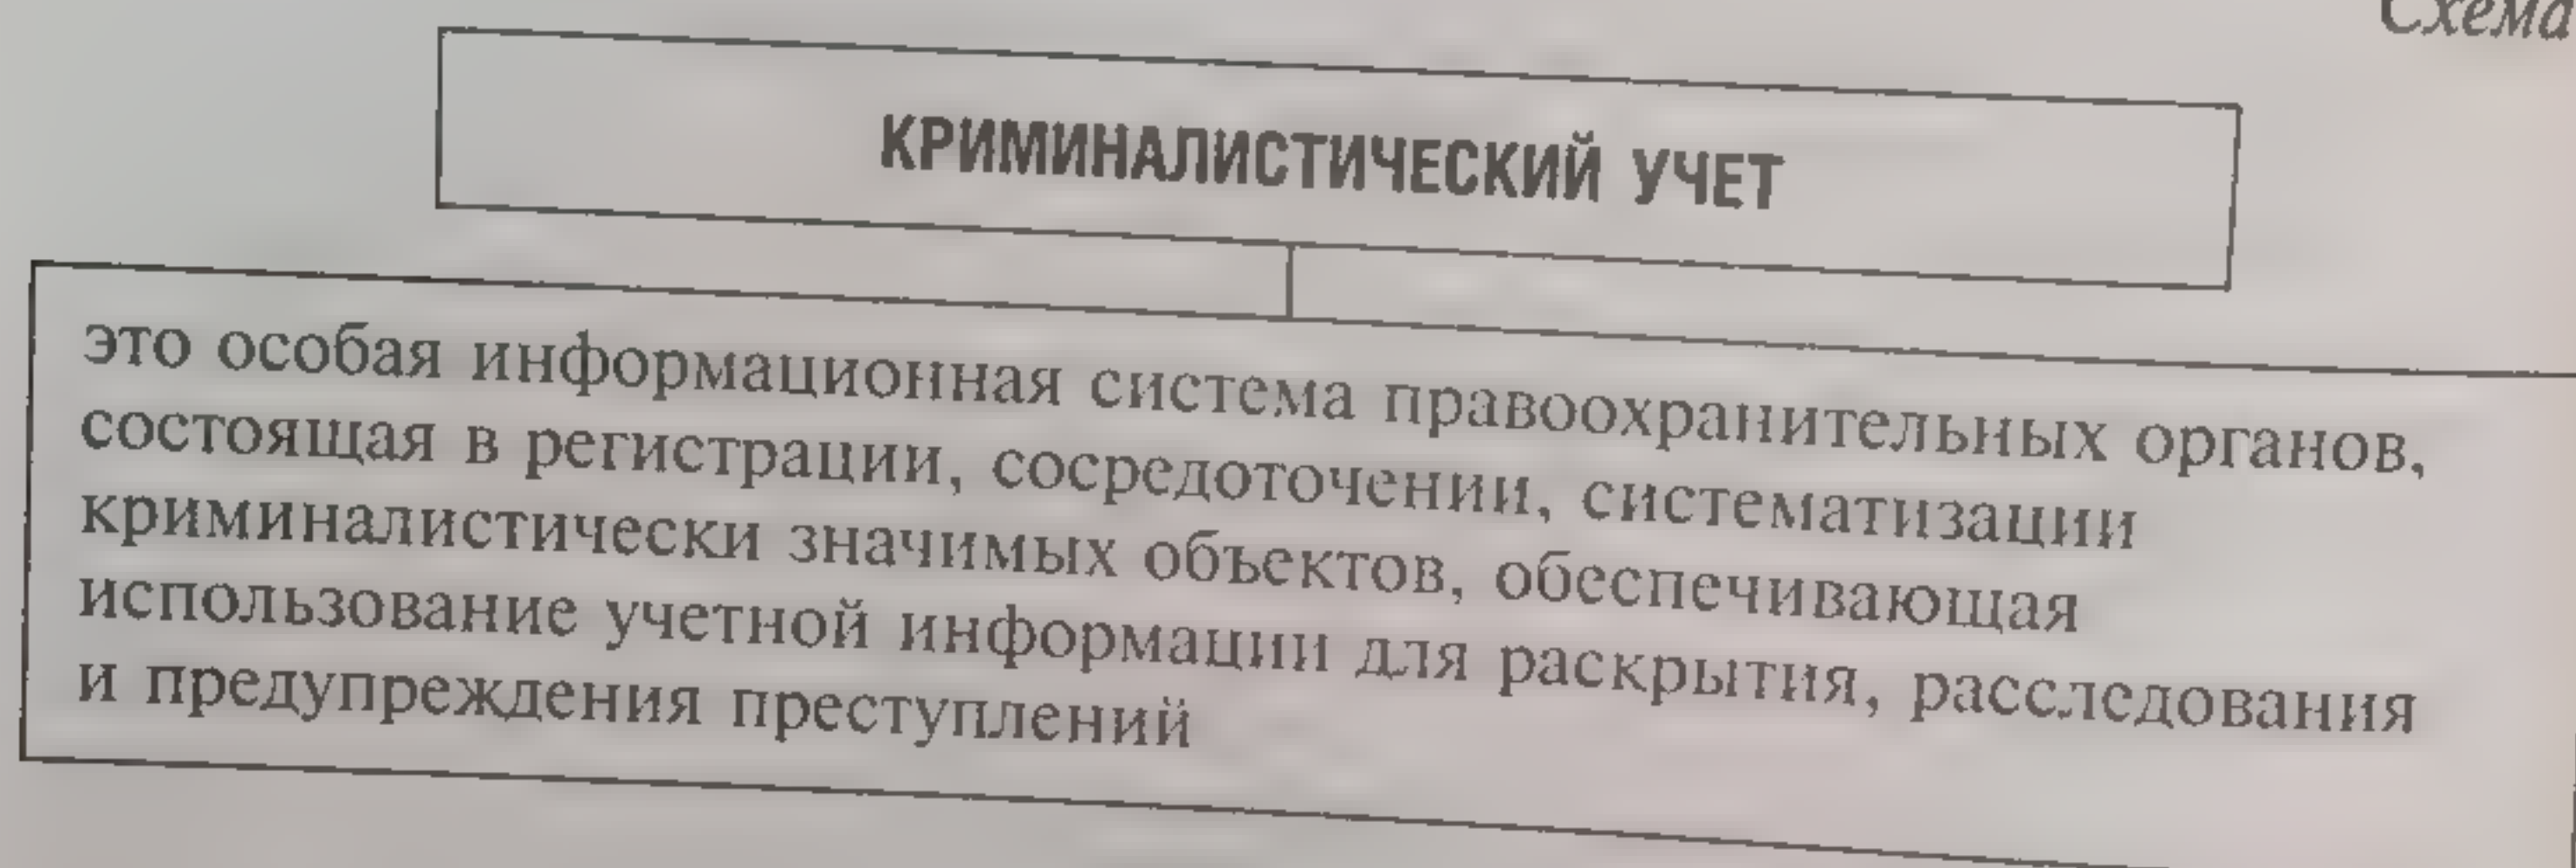 Схема
КРИМИНАЛИСТИЧЕСКИЙ УЧЕТ
это особая информационная система правоохранительных органов,
состоящая в регистрации, сосредоточении, систематизации
криминалистически значимых объектов, обеспечивающая
использование учетной информации для раскрытия, расследования
и предупреждения преступлений